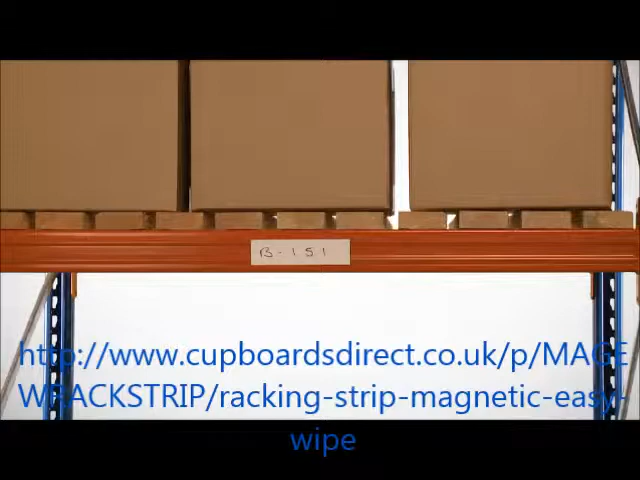 B-151
http://www.cupboardsdirect.co.uk/p/MAGE
WRACKSTRIP/racking-strip-magnetic-easy-
wipe